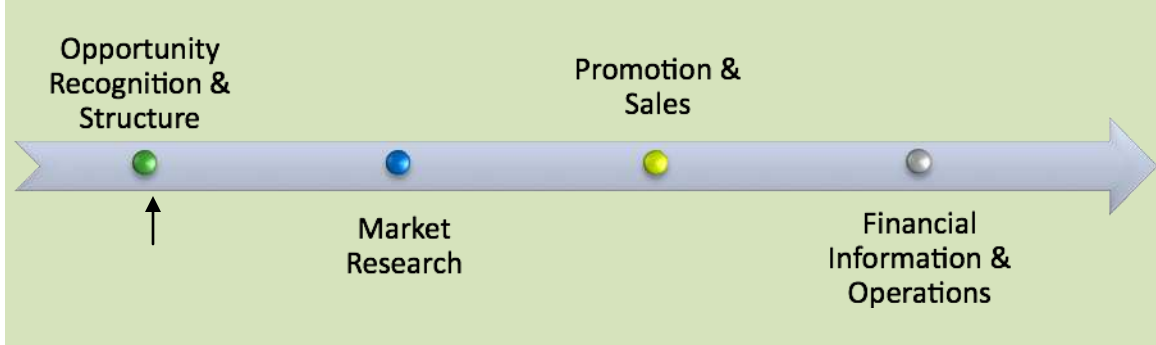 Opportunity
Recognition &
Structure
Market
Research
Promotion &
Sales
Financial
Information &
Operations